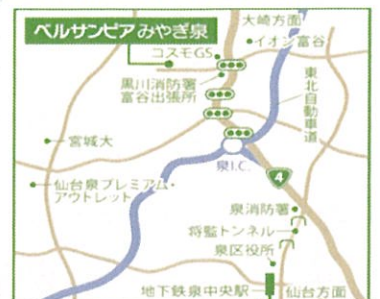 ベルサンピアみやぎ泉
大崎方面
コスモGS
イオン富谷
黒川消防署
富谷出張所
東北自動車道
宮城大
泉I.C.
4
仙台泉プレミアム・
アウトレット
泉消防署
将監トンネル
泉区役所
地下鉄泉中央駅
仙台方面